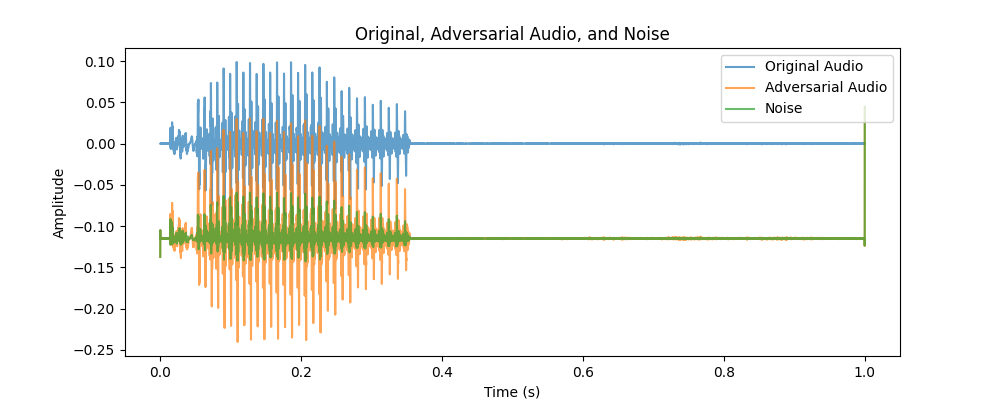 Original, Adversarial Audio, and Noise
Original Audio
Adversarial Audio
Noise
Amplitude
0.10
0.05
0.00
−0.05
−0.10
−0.15
−0.20
−0.25
0.0 0.2 0.4 0.6 0.8 1.0
Time (s)